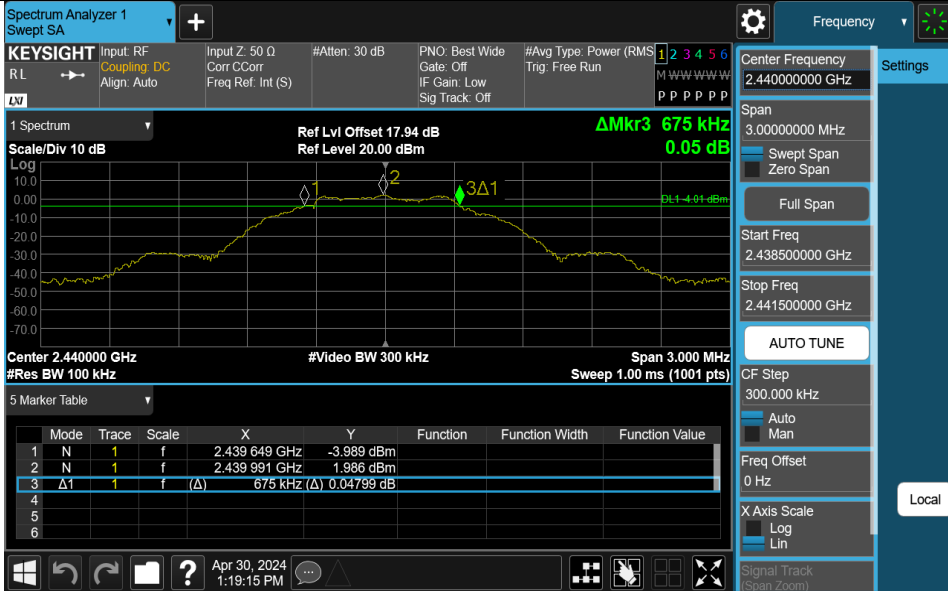 Spectrum Analyzer 1
Swept SA
+
Frequency
KEYSIGHT
RL
LXI
Input: RF
Coupling: DC
Align: Auto
Input Z: 50 Ω
Corr CCorr
Freq Ref: Int (S)
#Atten: 30 dB
PNO: Best Wide
Gate: Off
IF Gain: Low
Sig Track: Off
#Avg Type: Power (RMS
Trig: Free Run
1 2 3 4 5 6
M W W W W W
P P P P P P
1 Spectrum
Scale/Div 10 dB
Ref Lvl Offset 17.94 dB
Ref Level 20.00 dBm
ΔMkr3 675 kHz
0.05 dB
Log
10.0
0.00
-10.0
-20.0
-30.0
-40.0
-50.0
-60.0
-70.0
1
2
3Δ1
DL1 -4.01 dBm
Center 2.440000 GHz
#Video BW 300 kHz
Span 3.000 MHz
#Res BW 100 kHz
Sweep 1.00 ms (1001 pts)
5 Marker Table
Mode Trace Scale X Y Function Function Width Function Value
1 N 1 f 2.439 649 GHz -3.989 dBm
2 N 1 f 2.439 991 GHz 1.986 dBm
3 Δ1 1 f (Δ) 675 kHz (Δ) 0.04799 dB
4
5
6
?
Apr 30, 2024
1:19:15 PM
Center Frequency
2.440000000 GHz
Span
3.00000000 MHz
Swept Span
Zero Span
Full Span
Start Freq
2.438500000 GHz
Stop Freq
2.441500000 GHz
AUTO TUNE
CF Step
300.000 kHz
Auto
Man
Freq Offset
0 Hz
X Axis Scale
Log
Lin
Signal Track
(Span Zoom)
Settings
Local